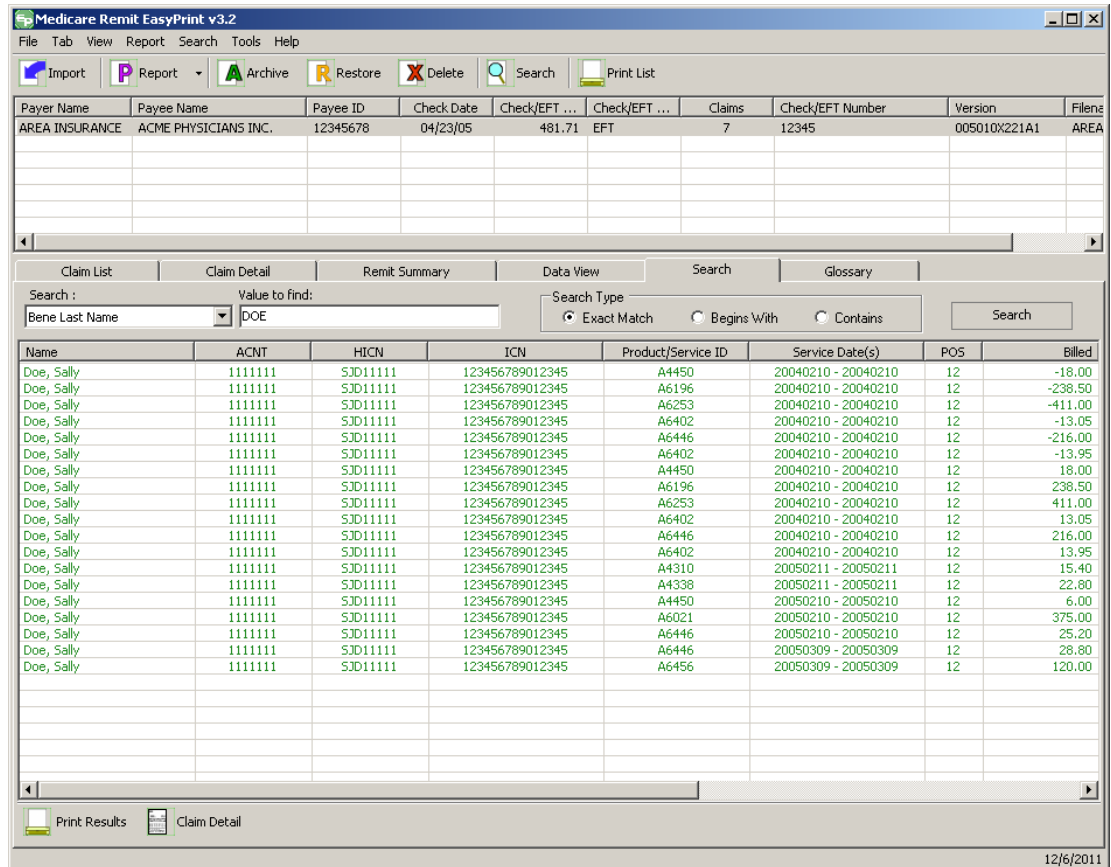 Medicare Remit EasyPrint v3.2
File Tab View Report Search Tools Help
Import Report Archive Restore Delete Search Print List
Payer Name Payee Name Payee ID Check Date Check/EFT ... Check/EFT ... Claims Check/EFT Number Version Filena
AREA INSURANCE ACME PHYSICIANS INC. 12345678 04/23/05 481.71 EFT 7 12345 005010X221A1 AREA
Claim List Claim Detail Remit Summary Data View Search Glossary
Search : Value to find: Search Type
Bene Last Name DOE Exact Match Begins With Contains Search
Name ACNT HICN ICN Product/Service ID Service Date(s) POS Billed
Doe, Sally 1111111 SJD11111 123456789012345 A4450 20040210 - 20040210 12 -18.00
Doe, Sally 1111111 SJD11111 123456789012345 A6196 20040210 - 20040210 12 -238.50
Doe, Sally 1111111 SJD11111 123456789012345 A6253 20040210 - 20040210 12 -411.00
Doe, Sally 1111111 SJD11111 123456789012345 A6402 20040210 - 20040210 12 -13.05
Doe, Sally 1111111 SJD11111 123456789012345 A6446 20040210 - 20040210 12 -216.00
Doe, Sally 1111111 SJD11111 123456789012345 A6402 20040210 - 20040210 12 -13.95
Doe, Sally 1111111 SJD11111 123456789012345 A4450 20040210 - 20040210 12 18.00
Doe, Sally 1111111 SJD11111 123456789012345 A6196 20040210 - 20040210 12 238.50
Doe, Sally 1111111 SJD11111 123456789012345 A6253 20040210 - 20040210 12 411.00
Doe, Sally 1111111 SJD11111 123456789012345 A6402 20040210 - 20040210 12 13.05
Doe, Sally 1111111 SJD11111 123456789012345 A6446 20040210 - 20040210 12 216.00
Doe, Sally 1111111 SJD11111 123456789012345 A6402 20040210 - 20040210 12 13.95
Doe, Sally 1111111 SJD11111 123456789012345 A4310 20050211 - 20050211 12 15.40
Doe, Sally 1111111 SJD11111 123456789012345 A4338 20050211 - 20050211 12 22.80
Doe, Sally 1111111 SJD11111 123456789012345 A4450 20050210 - 20050210 12 6.00
Doe, Sally 1111111 SJD11111 123456789012345 A6021 20050210 - 20050210 12 375.00
Doe, Sally 1111111 SJD11111 123456789012345 A6446 20050210 - 20050210 12 25.20
Doe, Sally 1111111 SJD11111 123456789012345 A6446 20050309 - 20050309 12 28.80
Doe, Sally 1111111 SJD11111 123456789012345 A6456 20050309 - 20050309 12 120.00
Print Results Claim Detail
12/6/2011